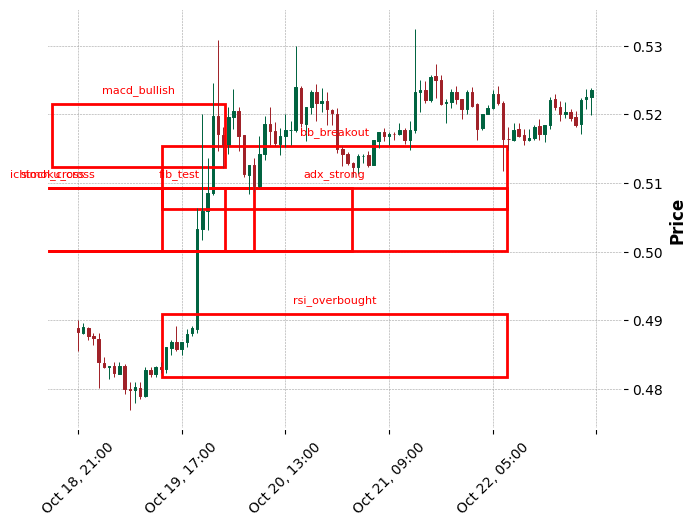 0.53
macd_bullish
0.52
bb_breakout
stoch_cross
fib_test
adx_strong
0.51
Price
0.50
rsi_overbought
0.49
0.48
Oct 18, 21:00
Oct 19, 17:00
Oct 20, 13:00
Oct 21, 09:00
Oct 22, 05:00